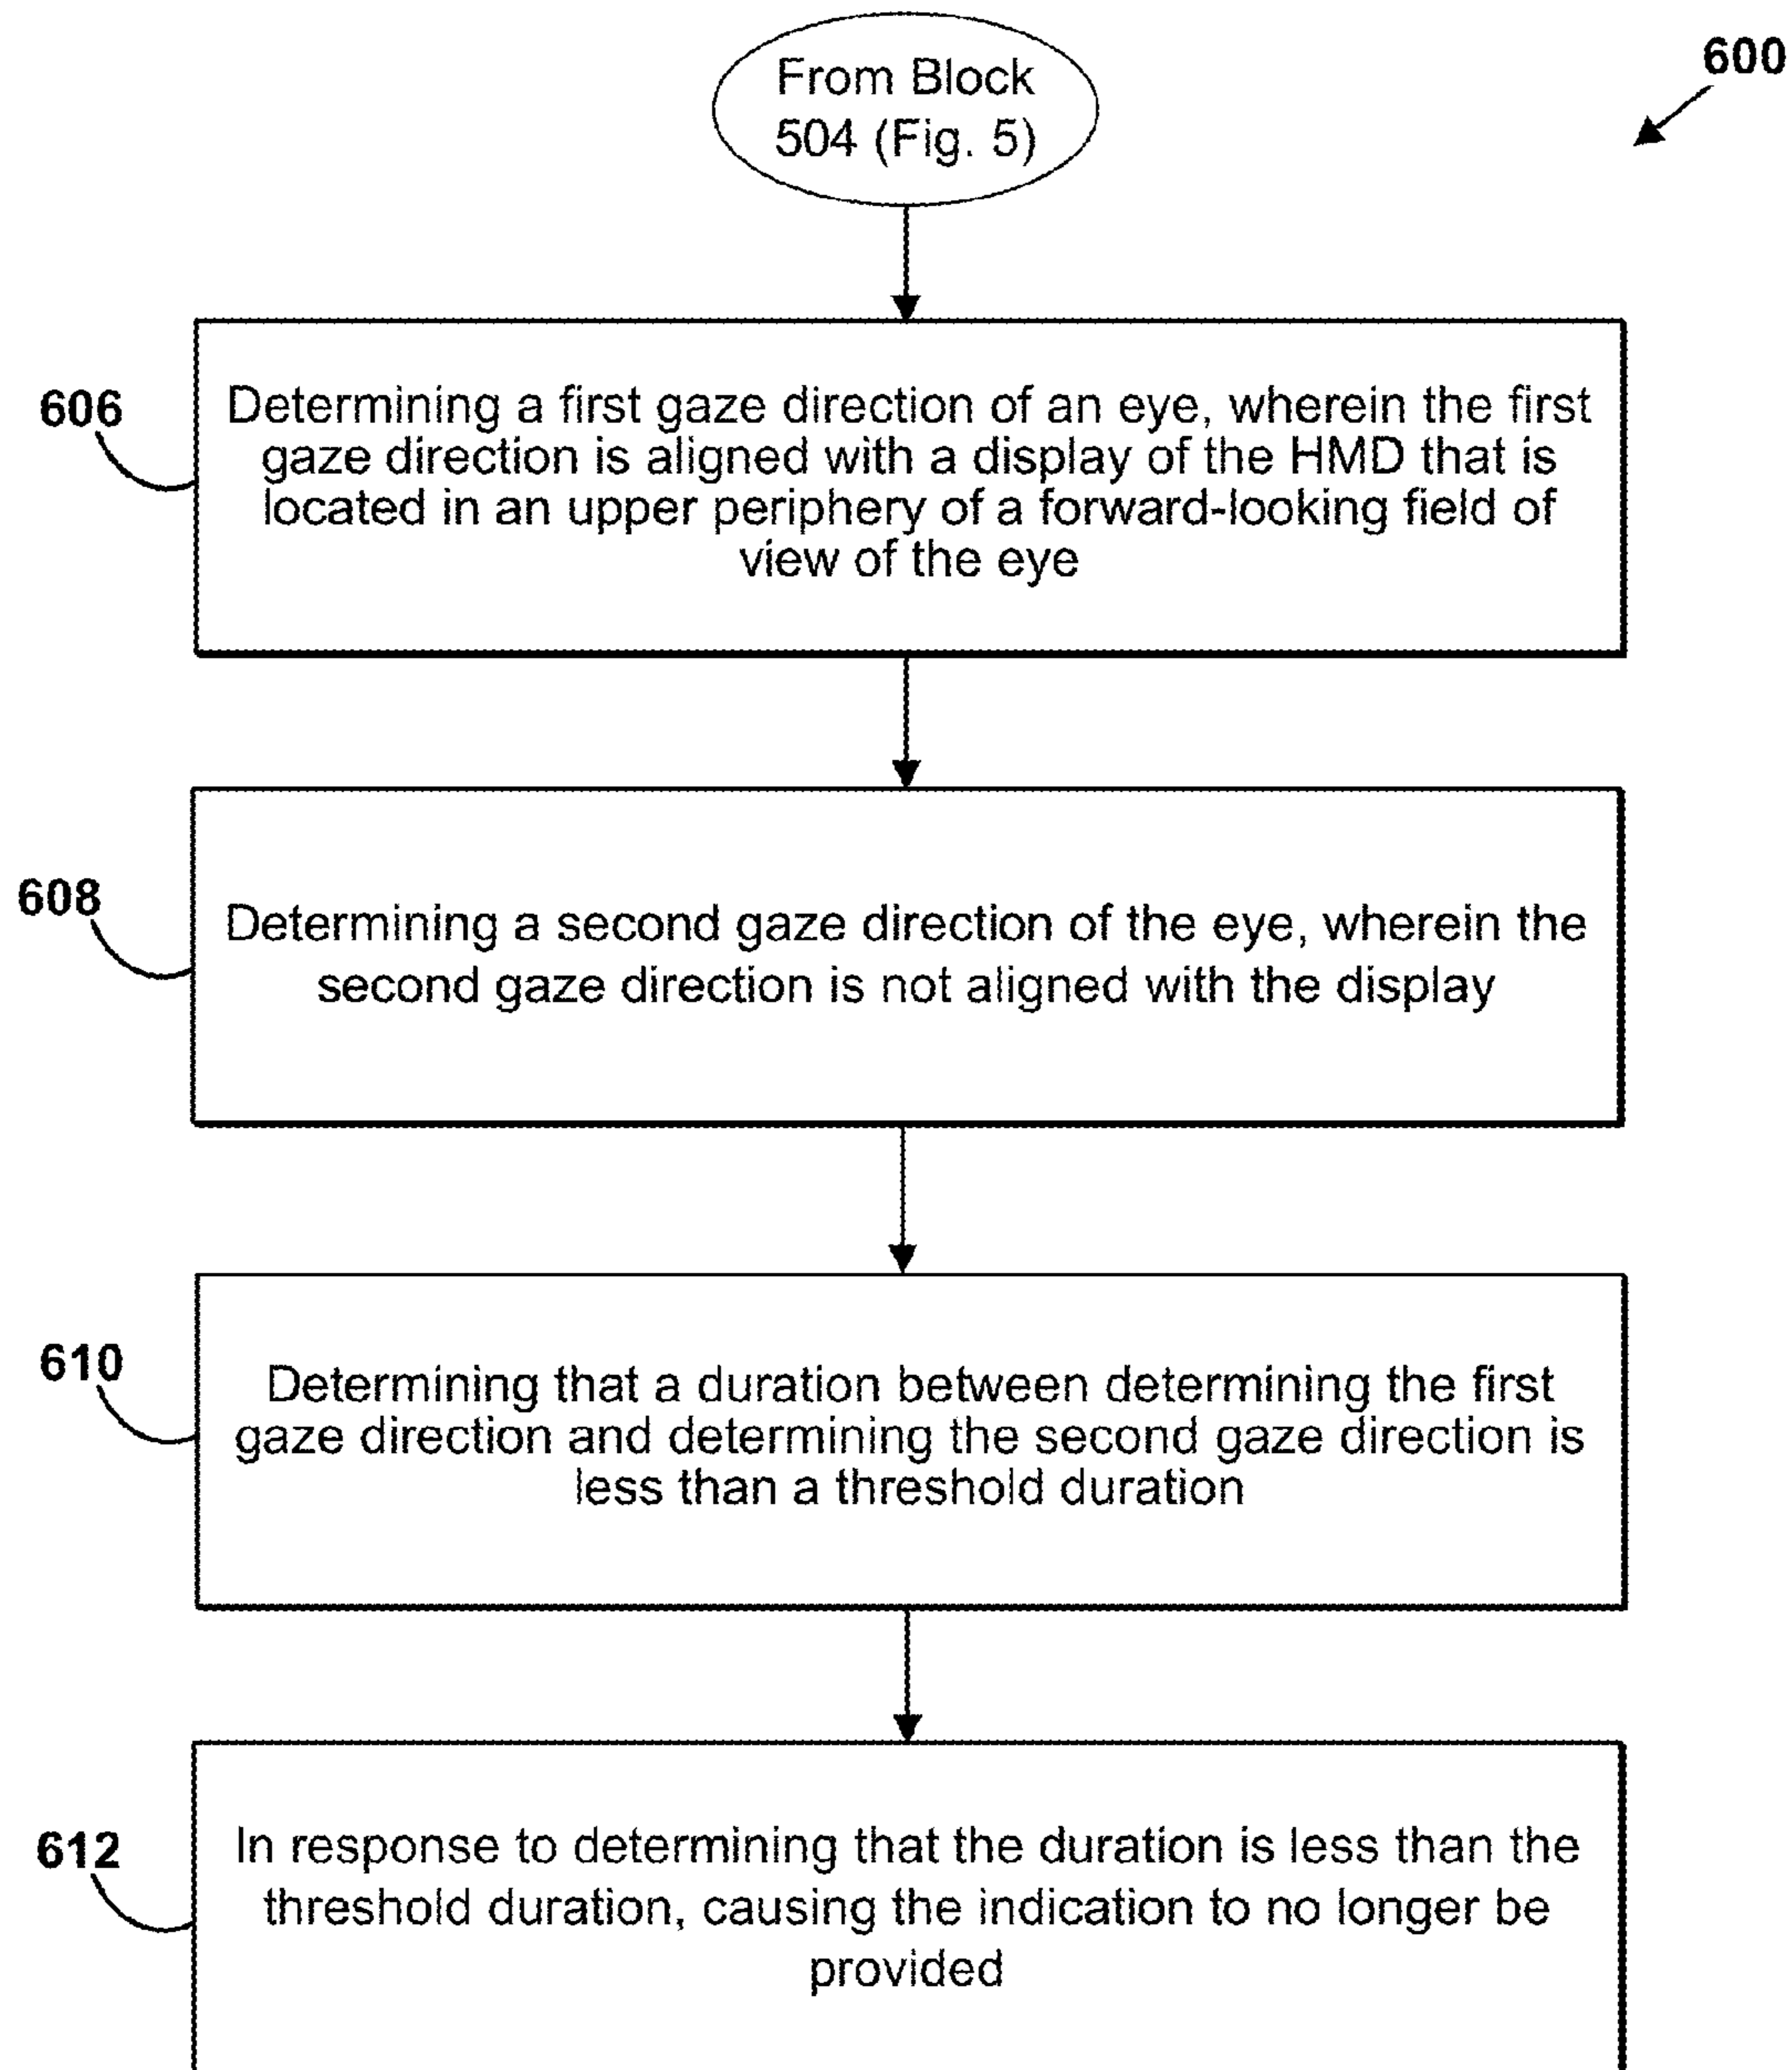 From Block
504 (Fig. 5)
600
606
Determining a first gaze direction of an eye, wherein the first
gaze direction is aligned with a display of the HMD that is
located in an upper periphery of a forward-looking field of
view of the eye
608
Determining a second gaze direction of the eye, wherein the
second gaze direction is not aligned with the display
610
Determining that a duration between determining the first
gaze direction and determining the second gaze direction is
less than a threshold duration
612
In response to determining that the duration is less than the
threshold duration, causing the indication to no longer be
provided